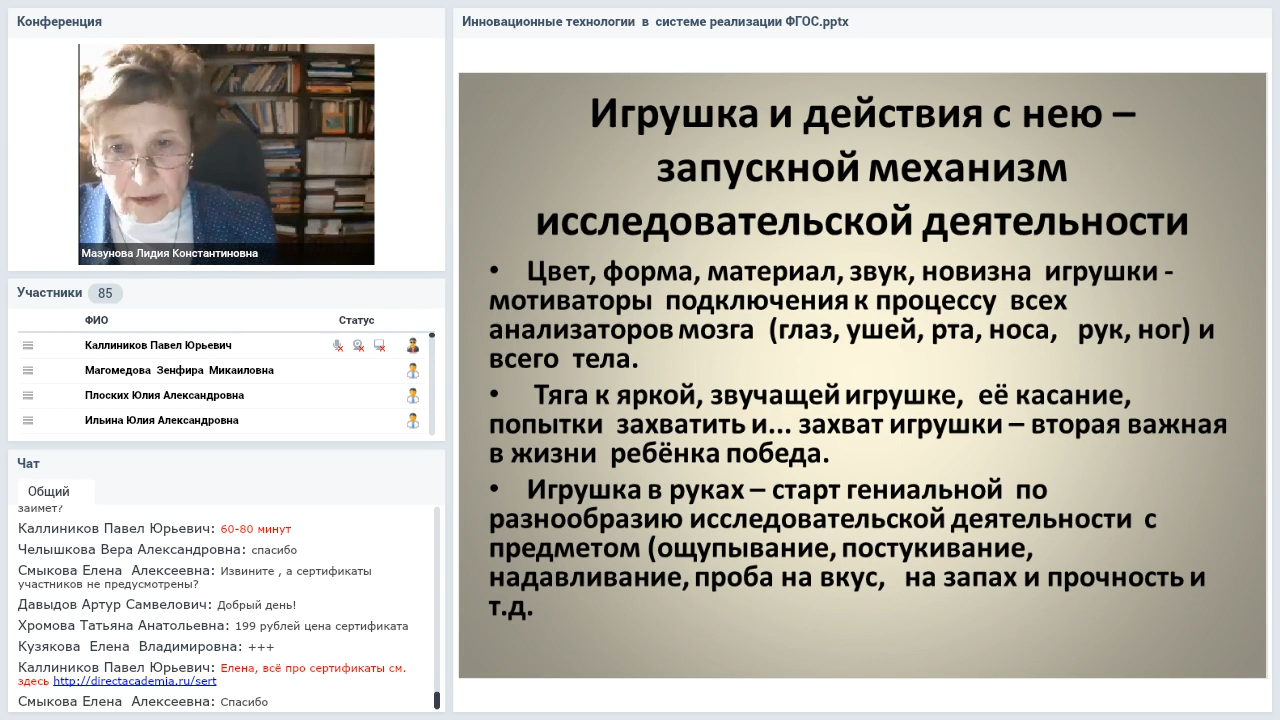 Конференция
Мазунова Лидия Константиновна
Участники 85
ФИО Статус
Каллиников Павел Юрьевич
Магомедова Зенфира Микаиловна
Плоских Юлия Александровна
Ильина Юлия Александровна
Чат
Общий
займет?
Каллиников Павел Юрьевич: 60-80 минут
Челышкова Вера Александровна: спасибо
Смыкова Елена Алексеевна: Извините , а сертификаты
участников не предусмотрены?
Давыдов Артур Самвелович: Добрый день!
Хромова Татьяна Анатольевна: 199 рублей цена сертификата
Кузякова Елена Владимировна: +++
Каллиников Павел Юрьевич: Елена, всё про сертификаты см.
здесь http://directacademia.ru/sert
Смыкова Елена Алексеевна: Спасибо
Инновационные технологии в системе реализации ФГОС.pptx
Игрушка и действия с нею –
запускной механизм
исследовательской деятельности
• Цвет, форма, материал, звук, новизна игрушки -
мотиваторы подключения к процессу всех
анализаторов мозга (глаз, ушей, рта, носа, рук, ног) и
всего тела.
• Тяга к яркой, звучащей игрушке, её касание,
попытки захватить и... захват игрушки – вторая важная
в жизни ребёнка победа.
• Игрушка в руках – старт гениальной по
разнообразию исследовательской деятельности с
предметом (ощупывание, постукивание,
надавливание, проба на вкус, на запах и прочность и
т.д.